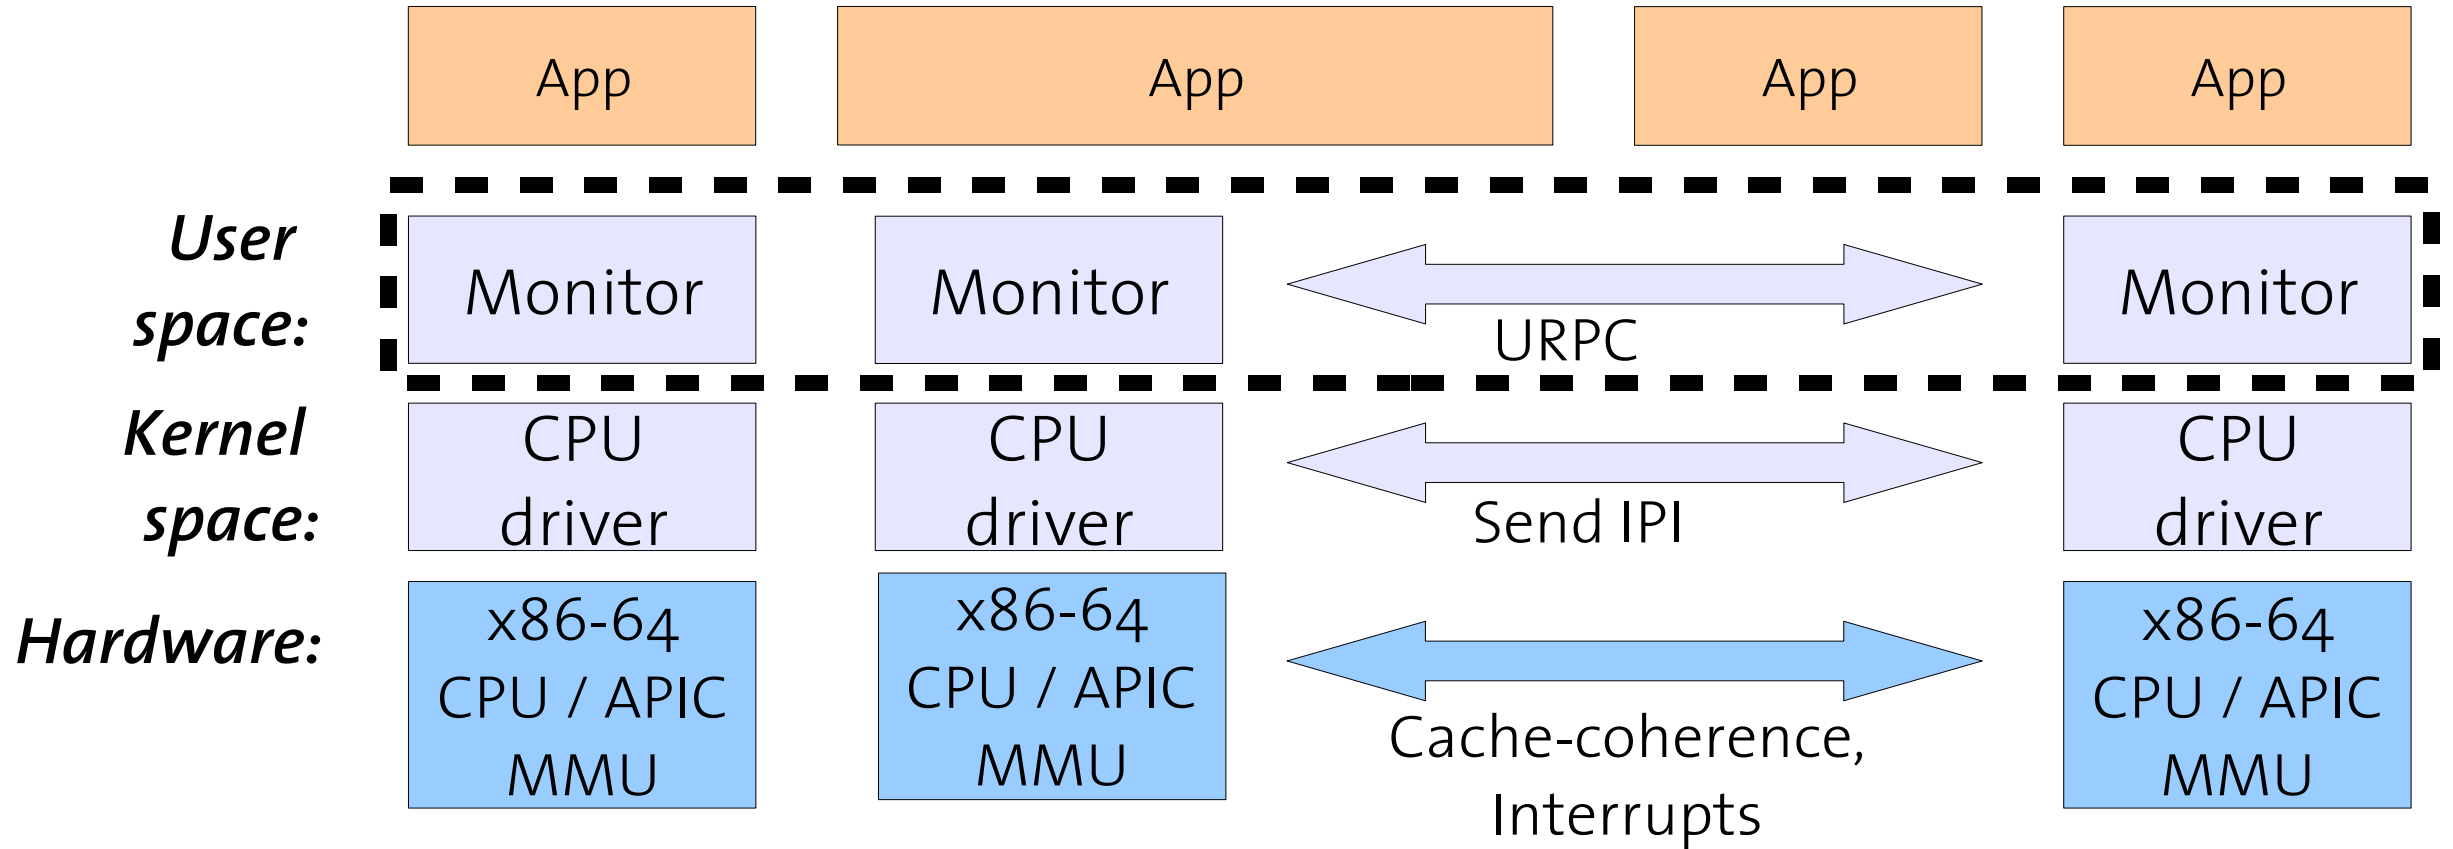 App
App
App
App
User
space:
Monitor
Monitor
URPC
Monitor
Kernel
space:
CPU
driver
CPU
driver
Send IPI
CPU
driver
Hardware:
x86-64
CPU / APIC
MMU
x86-64
CPU / APIC
MMU
Cache-coherence,
Interrupts
x86-64
CPU / APIC
MMU